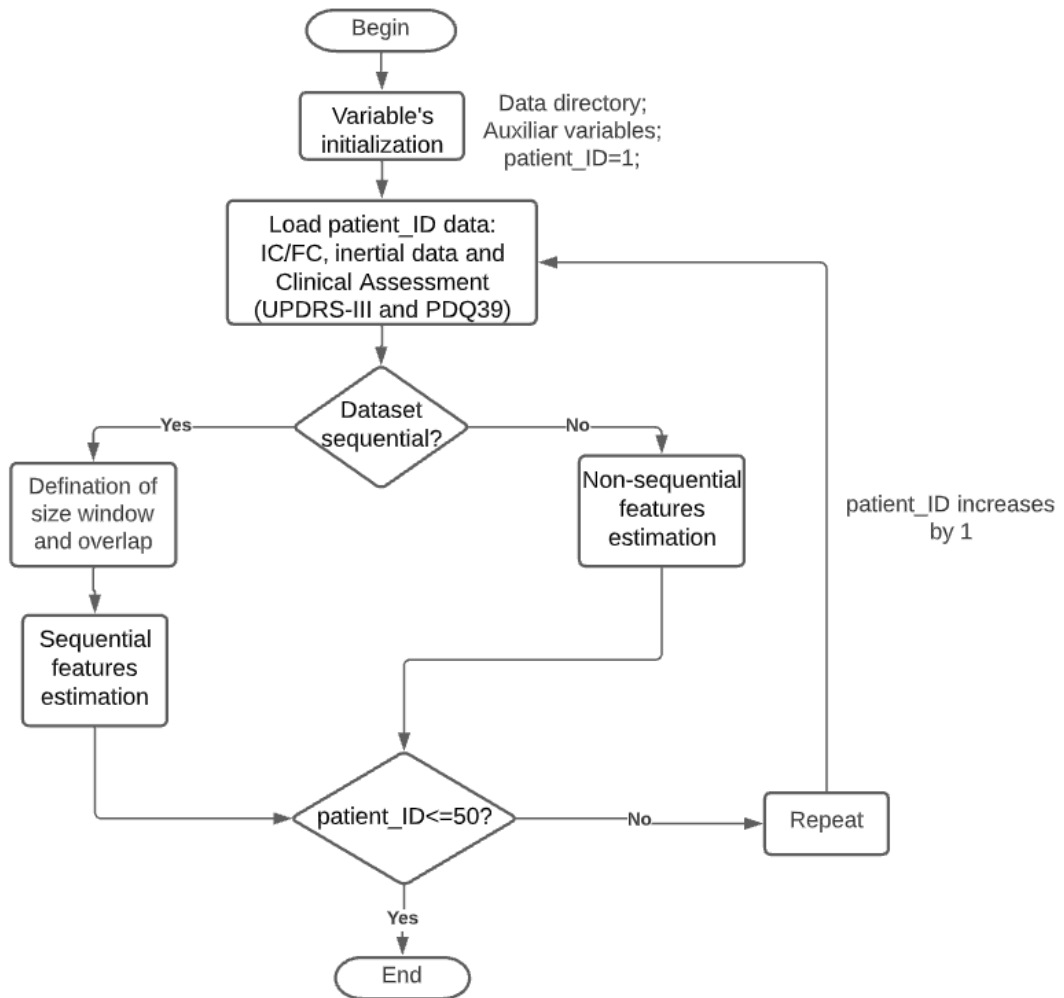 Begin
Variable's
initialization
Data directory;
Auxiliar variables;
patient_ID=1;
Load patient_ID data:
IC/FC, inertial data and
Clinical Assessment
(UPDRS-III and PDQ39)
Dataset
sequential?
Yes
No
Defination of
size window
and overlap
Non-sequential
features
estimation
patient_ID increases
by 1
Sequential
features
estimation
patient_ID<=50?
No
Repeat
Yes
End